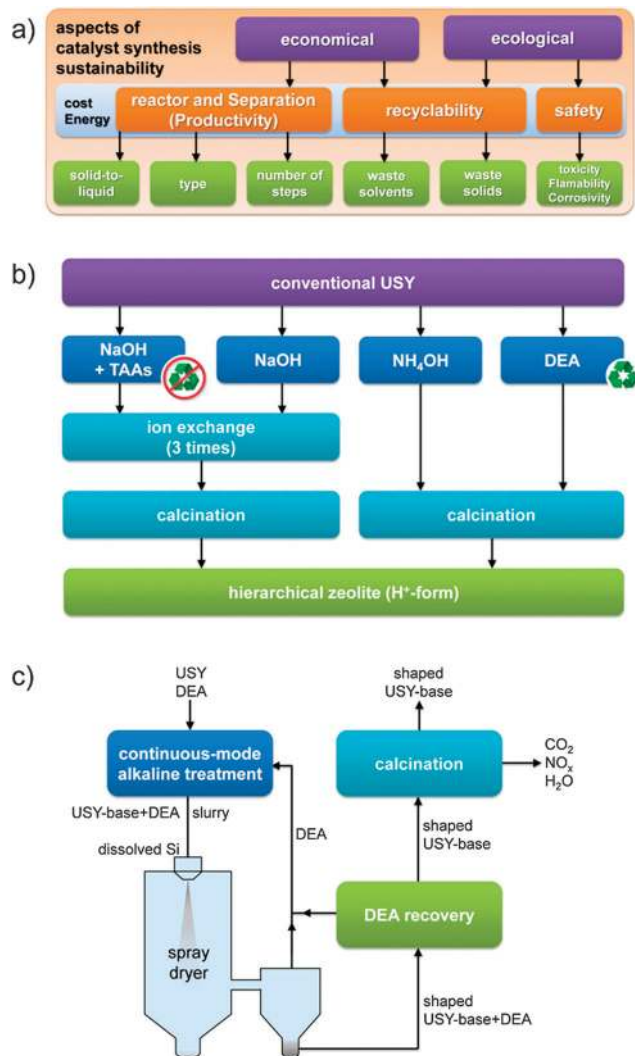 a)
aspects of
catalyst synthesis
sustainability
economical
ecological
cost
Energy
reactor and Separation
(Productivity)
recyclability
safety
solid-to-
liquid
type
number of
steps
waste
solvents
waste
solids
toxicity
Flamability
Corrosivity
b)
conventional USY
NaOH
+ TAAs
NaOH
NH₄OH
DEA
ion exchange
(3 times)
calcination
calcination
hierarchical zeolite (H⁺-form)
c)
USY
DEA
shaped
USY-base
continuous-mode
alkaline treatment
calcination
CO₂
NOₓ
H₂O
USY-base+DEA
slurry
dissolved Si
DEA
shaped
USY-base
DEA recovery
spray
dryer
shaped
USY-base+DEA